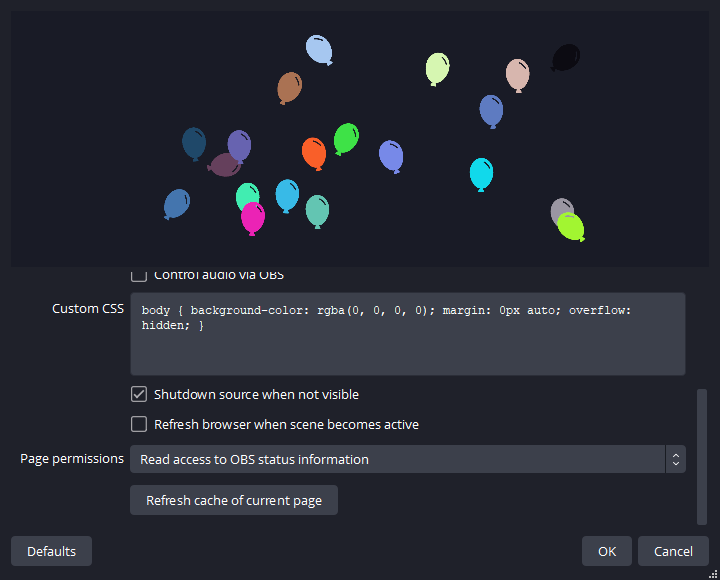 Control audio via OBS
Custom CSS
body { background-color: rgba(0, 0, 0, 0); margin: 0px auto; overflow:
hidden; }
Shutdown source when not visible
Refresh browser when scene becomes active
Page permissions
Read access to OBS status information
Refresh cache of current page
Defaults
OK
Cancel